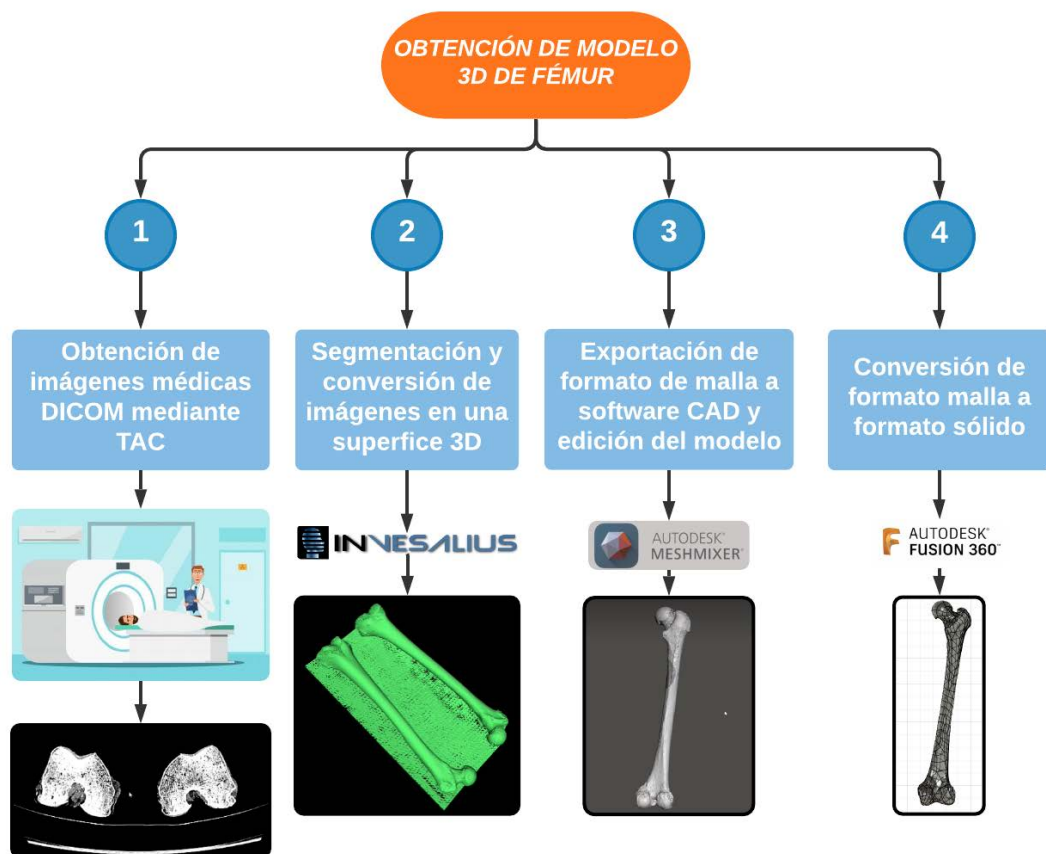 OBTENCIÓN DE MODELO
3D DE FÉMUR
1
2
3
4
Obtención de
imágenes médicas
DICOM mediante
TAC
Segmentación y
conversión de
imágenes en una
superfice 3D
Exportación de
formato de malla a
software CAD y
edición del modelo
Conversión de
formato malla a
formato sólido
INVESALIUS
AUTODESK®
MESHMIXER®
AUTODESK®
FUSION 360™